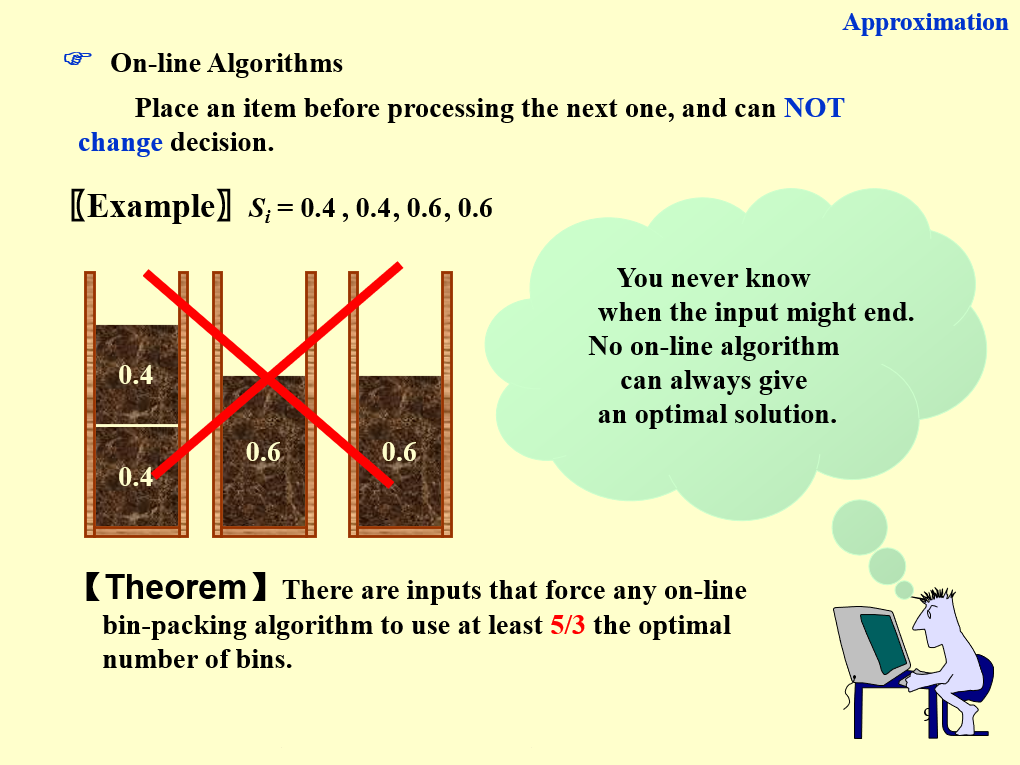 Approximation
☞ On-line Algorithms
Place an item before processing the next one, and can NOT
change decision.
〖Example〗Si = 0.4 , 0.4, 0.6, 0.6
You never know
when the input might end.
No on-line algorithm
can always give
an optimal solution.
0.4
0.4
0.6
0.6
【Theorem】There are inputs that force any on-line
bin-packing algorithm to use at least 5/3 the optimal
number of bins.
9